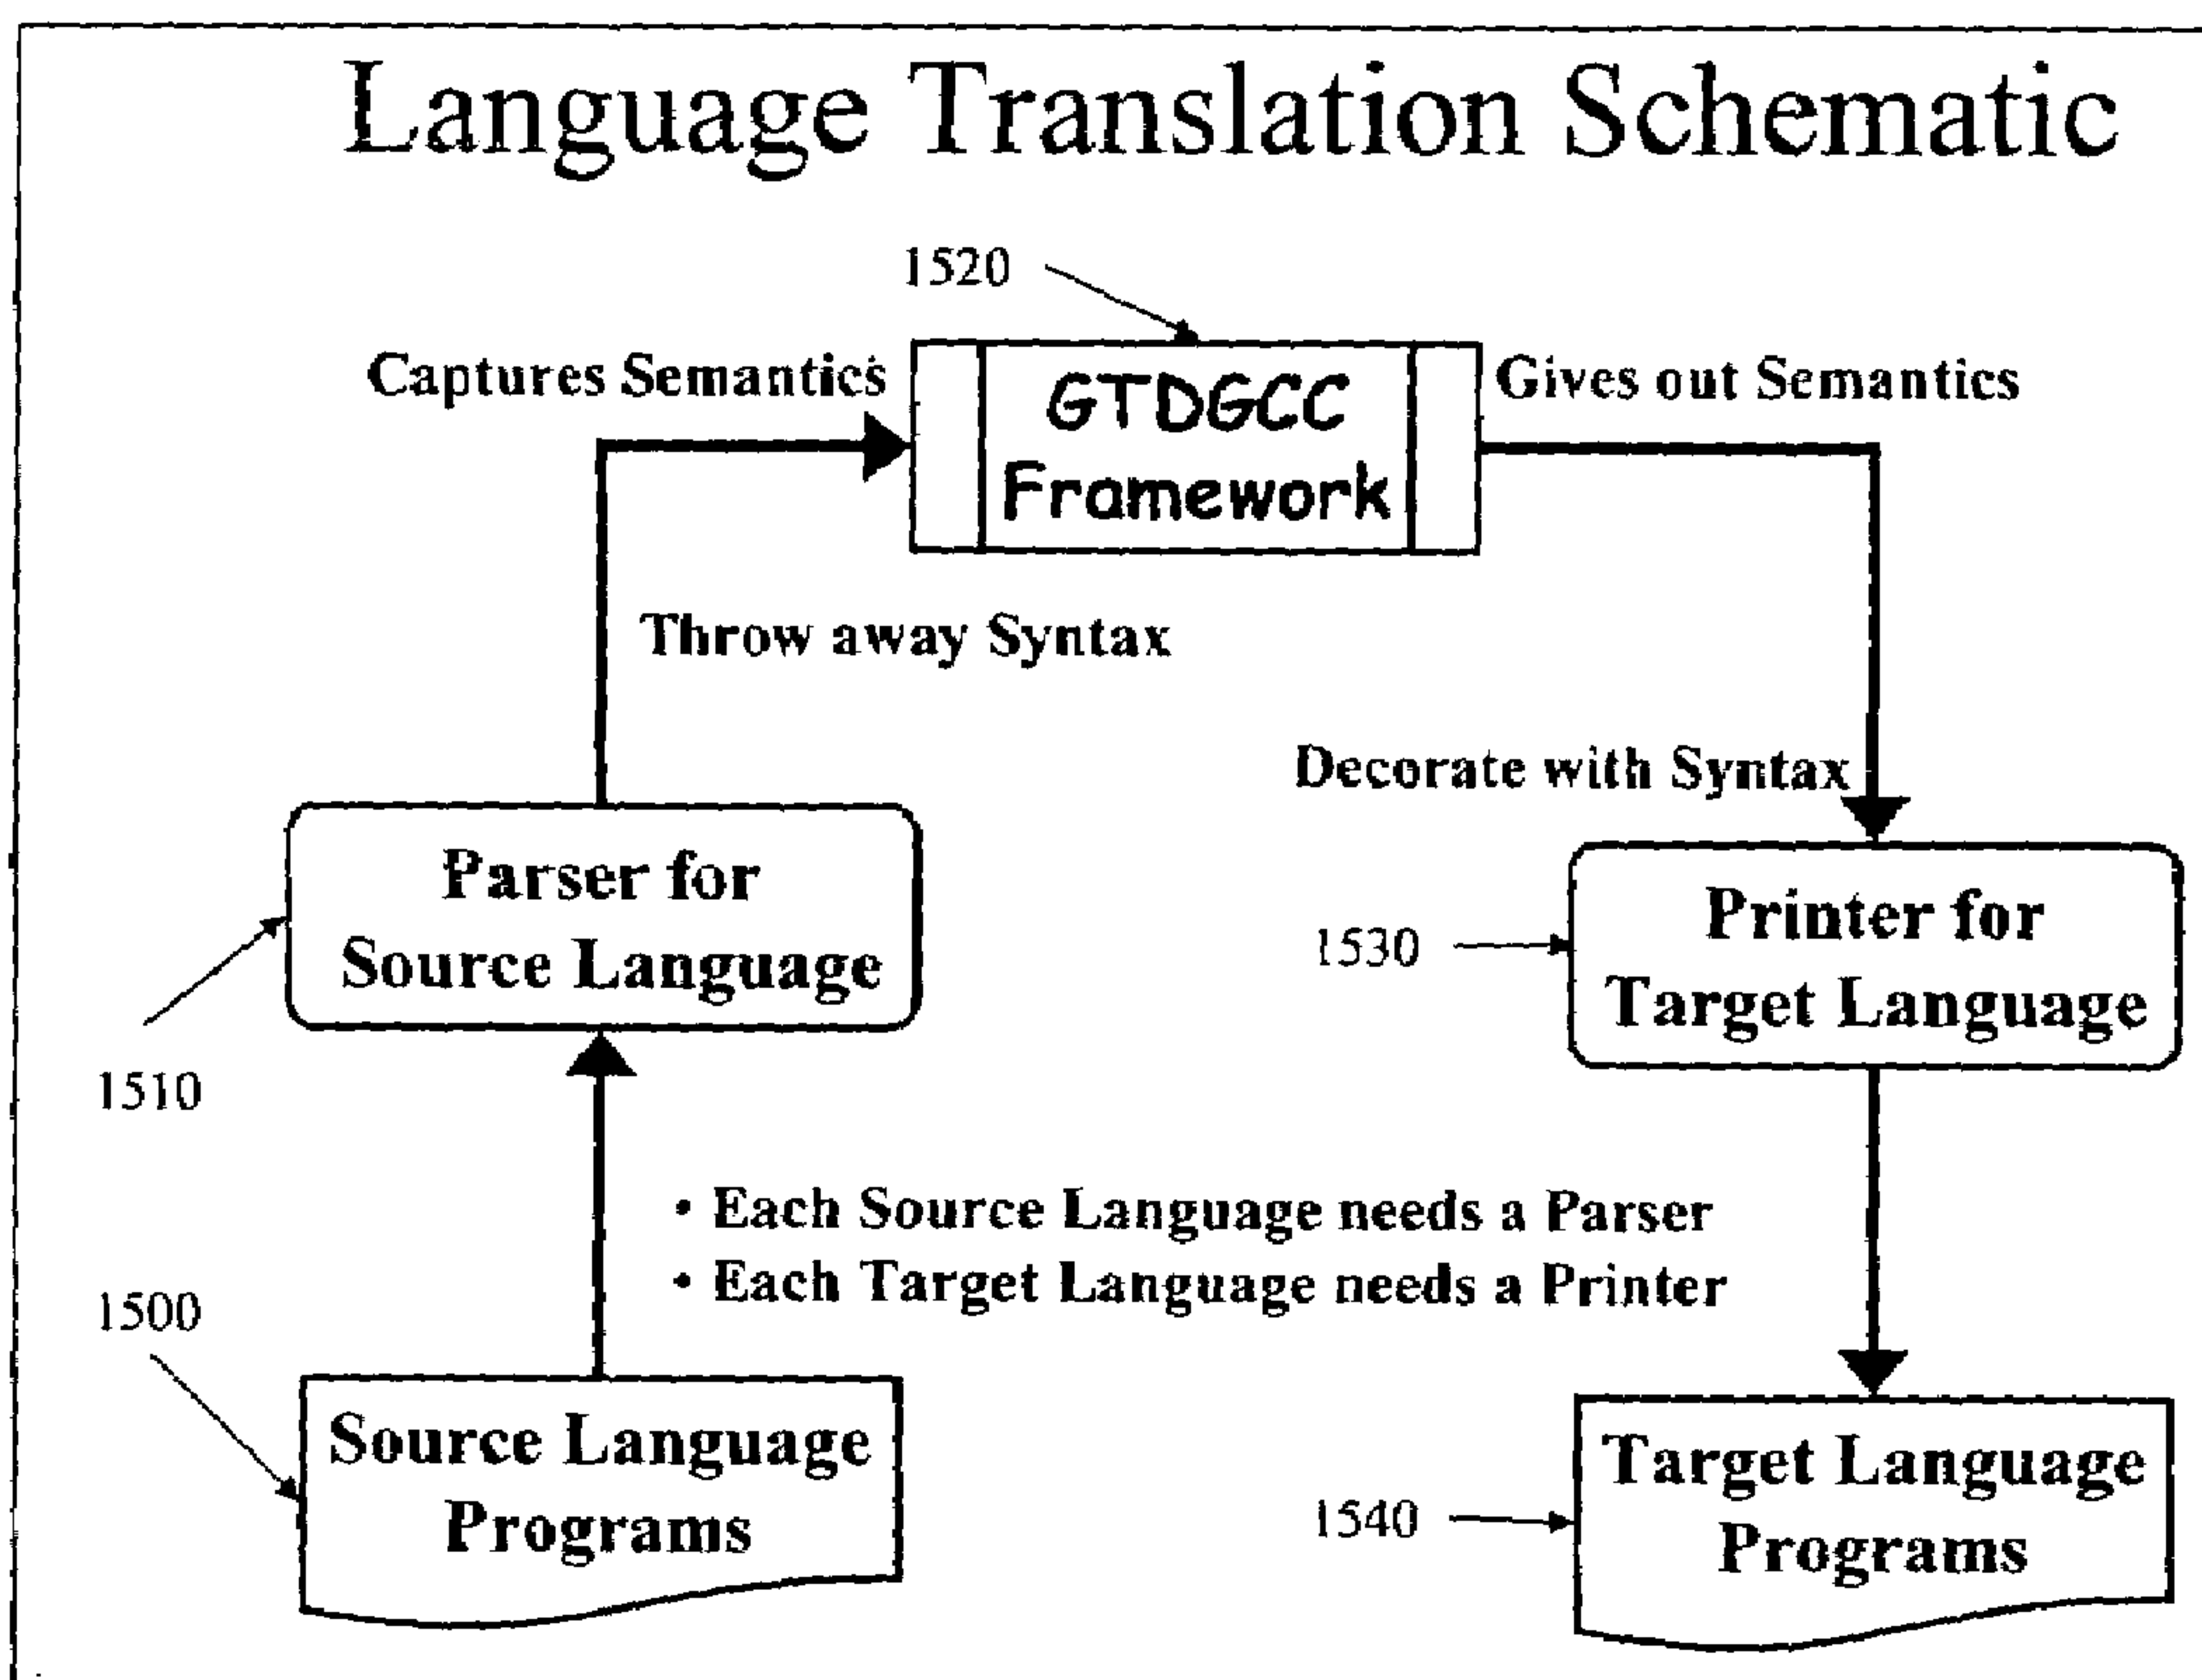 Language Translation Schematic
1520
Captures Semantics
GTDGCC
Framework
Gives out Semantics
Throw away Syntax
Decorate with Syntax
Parser for
Source Language
1510
1530
Printer for
Target Language
• Each Source Language needs a Parser
• Each Target Language needs a Printer
1500
Source Language
Programs
1540
Target Language
Programs